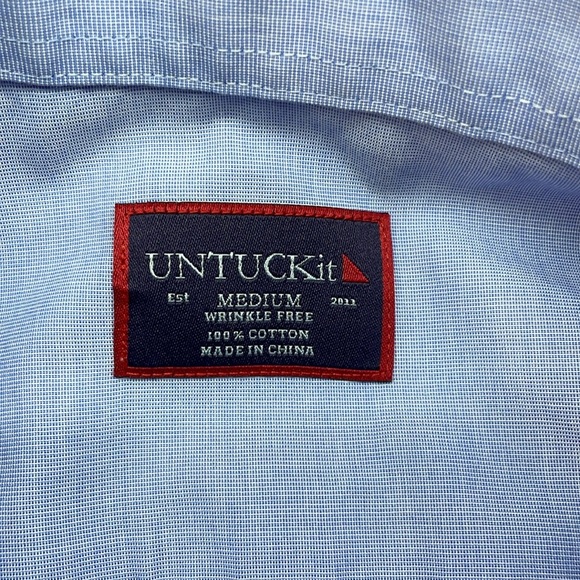 UNTUCKit
Est MEDIUM 2011
WRINKLE FREE
100% COTTON
MADE IN CHINA